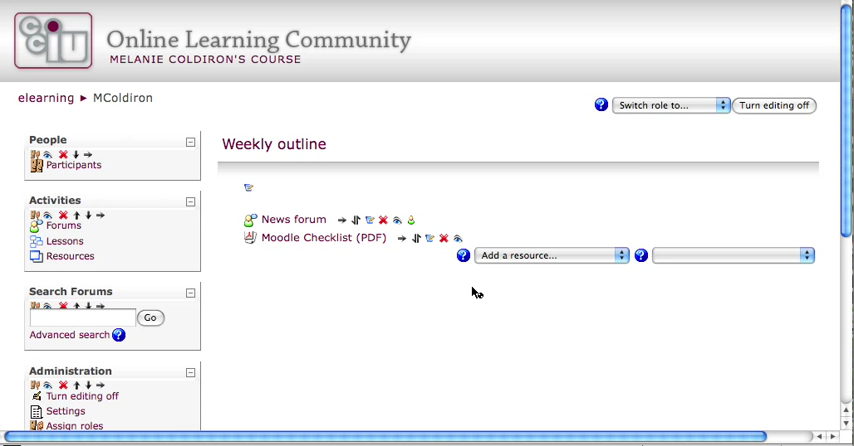 cciu
Online Learning Community
MELANIE COLDIRON'S COURSE
elearning ► MColdiron
? Switch role to... Turn editing off
People
Participants
Activities
Forums
Lessons
Resources
Search Forums
Go
Advanced search ?
Administration
Turn editing off
Settings
Assign roles
Weekly outline
News forum
Moodle Checklist (PDF)
? Add a resource... ?